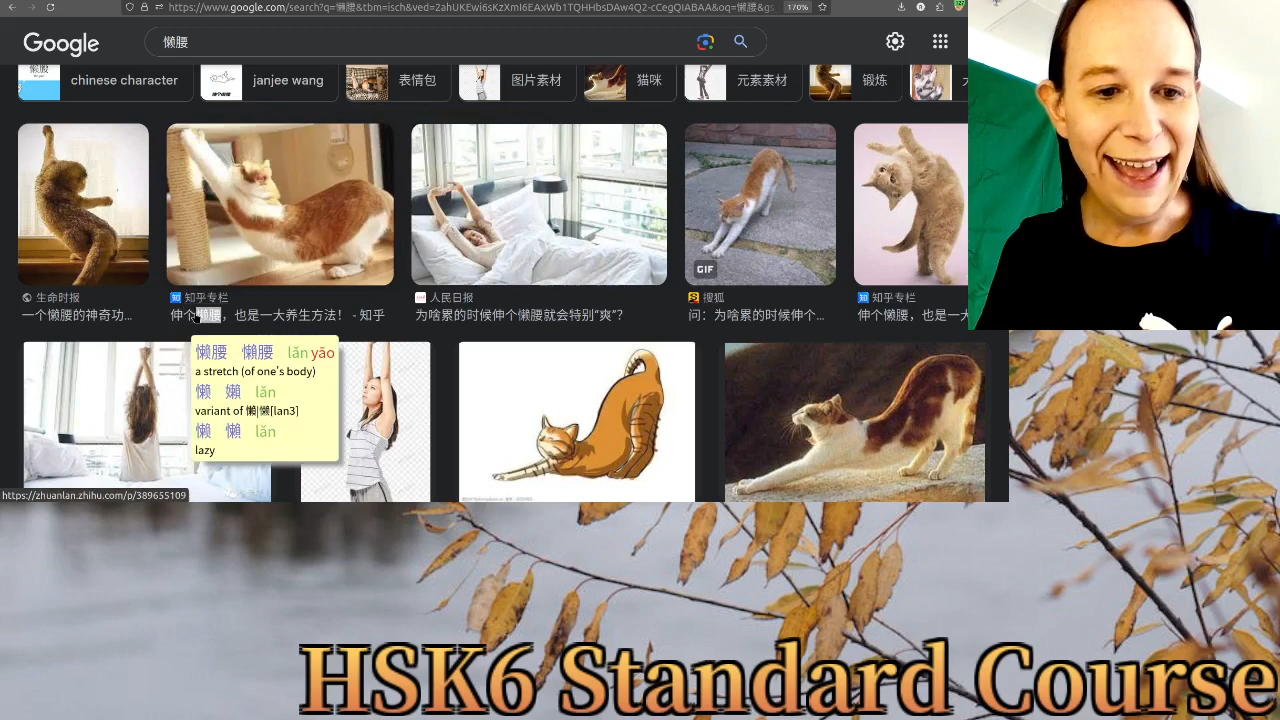 https://www.google.com/search?q=懒腰&tbm=isch&ved=2ahUKEwi6sKzXmI6EAxWb1TQHHbsDAw4Q2-cCegQIABAA&oq=懒腰&gs
170%
Google
懒腰
chinese character
janjee wang
表情包
图片素材
猫咪
元素素材
锻炼
GIF
生命时报
知乎专栏
人民日报
搜狐
知乎专栏
一个懒腰的神奇功...
伸个懒腰，也是一大养生方法！ - 知乎
为啥累的时候伸个懒腰就会特别“爽”？
问：为啥累的时候伸个...
伸个懒腰，也是一大
懒腰 懶腰 lǎn yāo
a stretch (of one's body)
懒 嬾 lǎn
variant of 懶|懒[lan3]
懒 懶 lǎn
lazy
https://zhuanlan.zhihu.com/p/389655109
HSK6 Standard Course